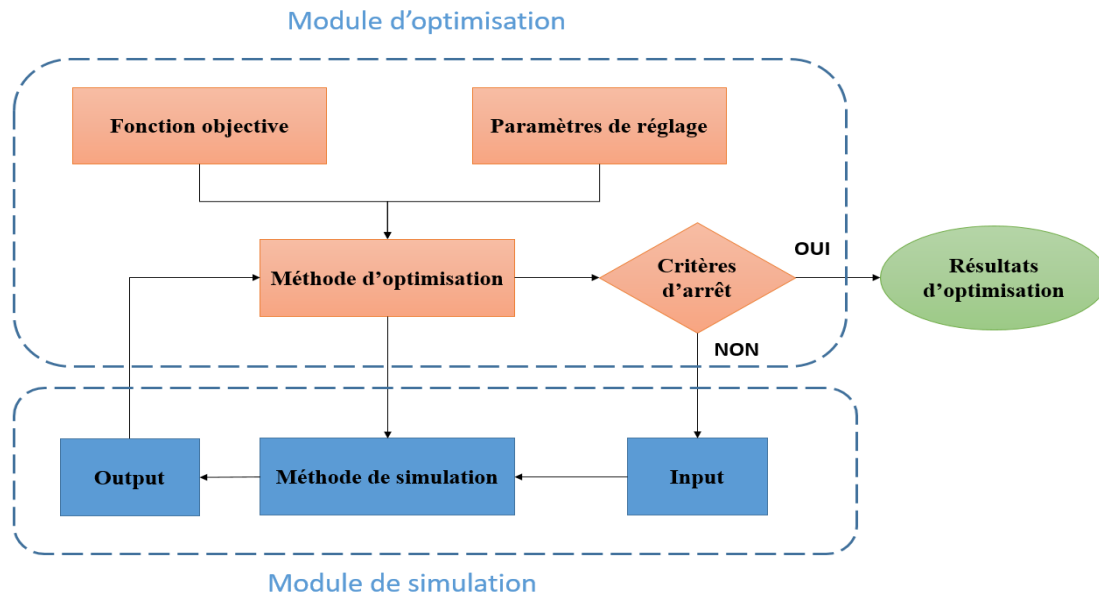 Module d'optimisation
Fonction objective
Paramètres de réglage
Méthode d'optimisation
Critères
d'arrêt
OUI
Résultats
d'optimisation
NON
Output
Méthode de simulation
Input
Module de simulation